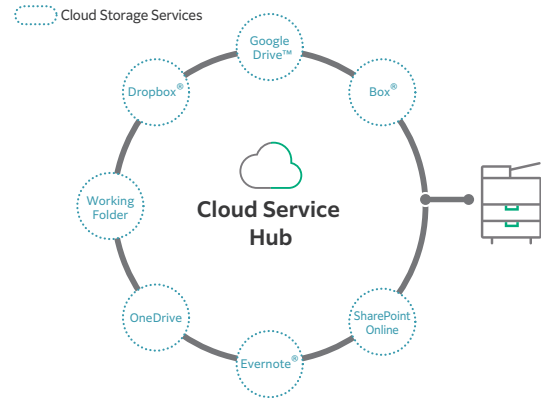 Cloud Storage Services
Google
Drive™
Dropbox®
Box®
Working
Folder
Cloud Service
Hub
OneDrive
SharePoint
Online
Evernote®